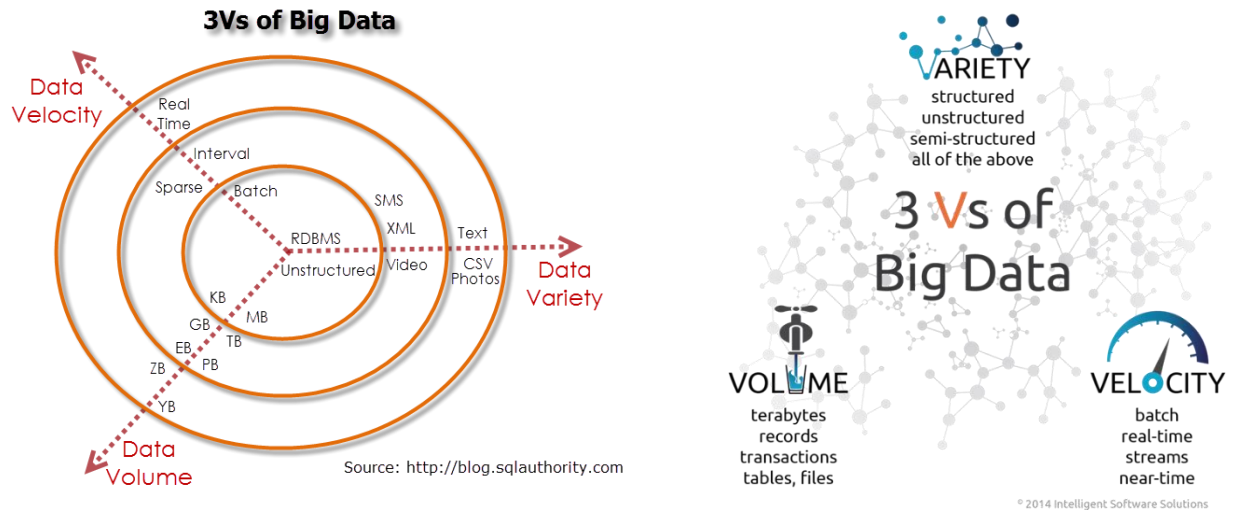 3Vs of Big Data
Data
Velocity
Real
Time
Interval
Sparse
Batch
SMS
RDBMS
XML
Text
Unstructured
Video
CSV
Photos
Data
Variety
KB
MB
GB
TB
EB
PB
ZB
YB
Data
Volume
Source: http://blog.sqlauthority.com
VARIETY
structured
unstructured
semi-structured
all of the above
3 Vs of
Big Data
VOLUME
terabytes
records
transactions
tables, files
VELOCITY
batch
real-time
streams
near-time
© 2014 Intelligent Software Solutions